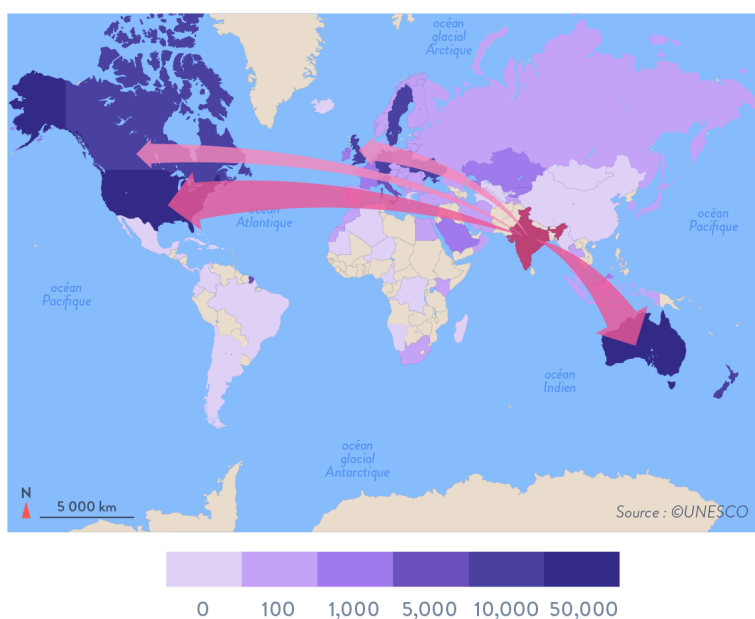 océan
glacial
Arctique
océan
Atlantique
océan
Pacifique
océan
Pacifique
océan
Indien
océan
glacial
Antarctique
N
5 000 km
Source : ©UNESCO
0 100 1,000 5,000 10,000 50,000